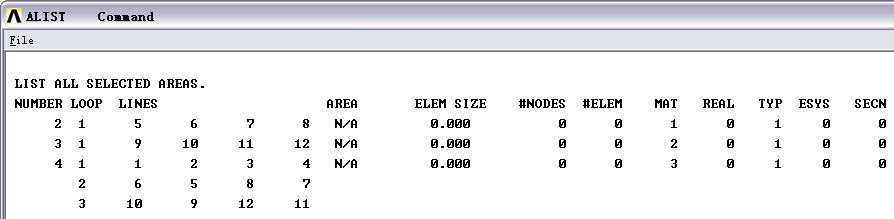 ALIST Command
File
LIST ALL SELECTED AREAS.
NUMBER LOOP LINES AREA ELEM SIZE #NODES #ELEM MAT REAL TYP ESYS SECN
2 1 5 6 7 8 N/A 0.000 0 0 1 0 1 0 0
3 1 9 10 11 12 N/A 0.000 0 0 2 0 1 0 0
4 1 1 2 3 4 N/A 0.000 0 0 3 0 1 0 0
2 6 5 8 7
3 10 9 12 11